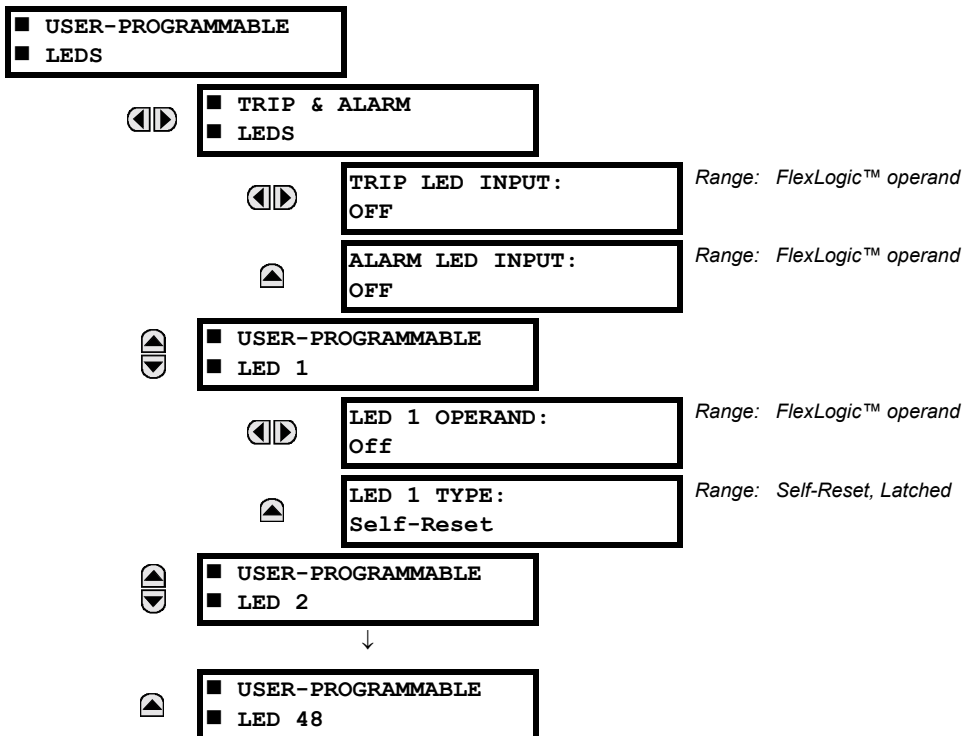 ■ USER-PROGRAMMABLE
■ LEDS
■ TRIP & ALARM
■ LEDS
TRIP LED INPUT:
OFF
Range: FlexLogic™ operand
ALARM LED INPUT:
OFF
Range: FlexLogic™ operand
■ USER-PROGRAMMABLE
■ LED 1
LED 1 OPERAND:
Off
Range: FlexLogic™ operand
LED 1 TYPE:
Self-Reset
Range: Self-Reset, Latched
■ USER-PROGRAMMABLE
■ LED 2
↓
■ USER-PROGRAMMABLE
■ LED 48